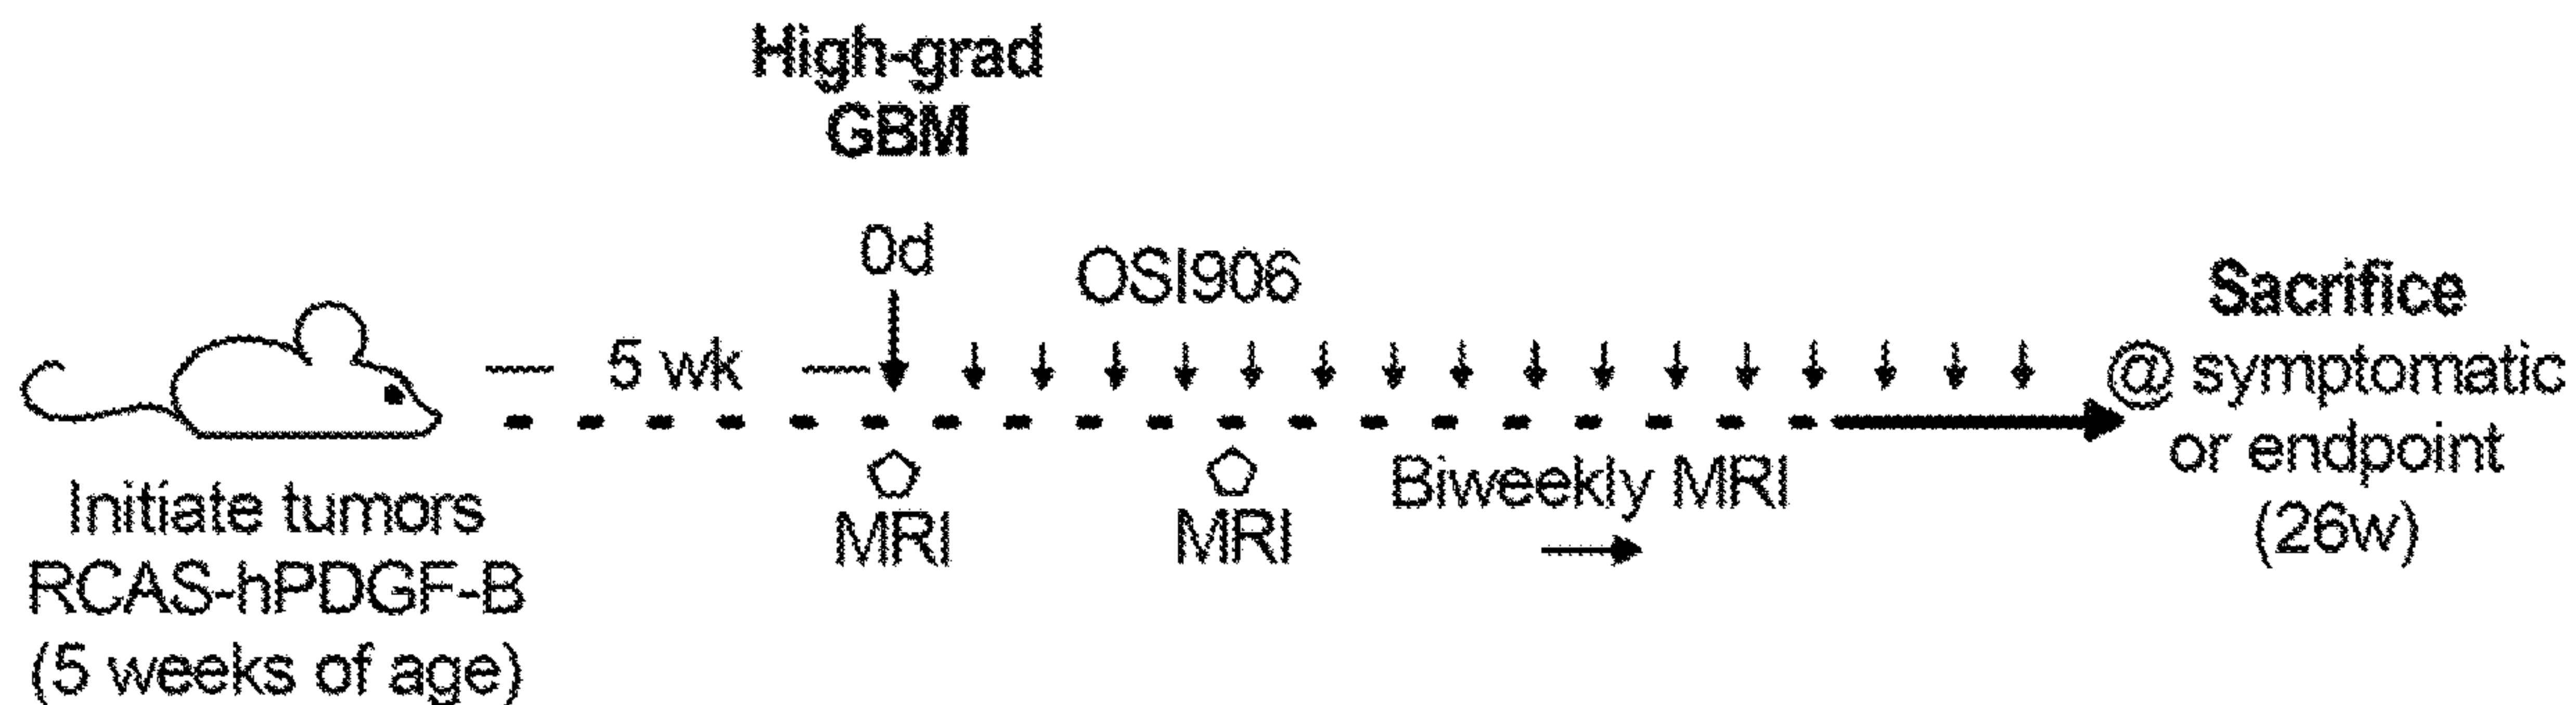 High-grad
GBM
0d
OSI906
5 wk
Sacrifice
@ symptomatic
or endpoint
(26w)
Initiate tumors
RCAS-hPDGF-B
(5 weeks of age)
MRI
MRI
Biweekly MRI